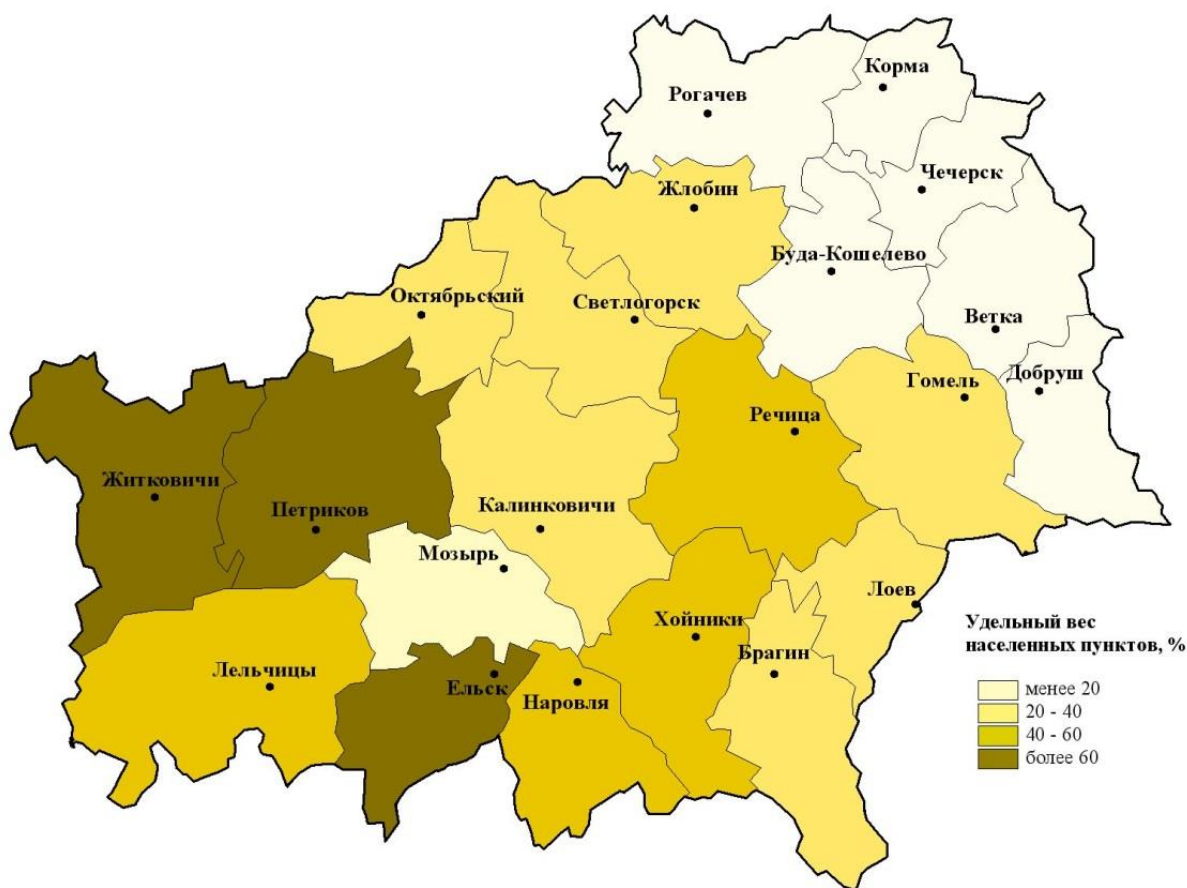 Корма
Рогачев
Чечерск
Жлобин
Буда-Кошелево
Октябрьский
Светлогорск
Ветка
Добруш
Гомель
Речица
Житковичи
Петриков
Калинковичи
Мозырь
Лоев
Хойники
Брагин
Лельчицы
Ельск
Наровля
Удельный вес
населенных пунктов, %
менее 20
20 - 40
40 - 60
более 60